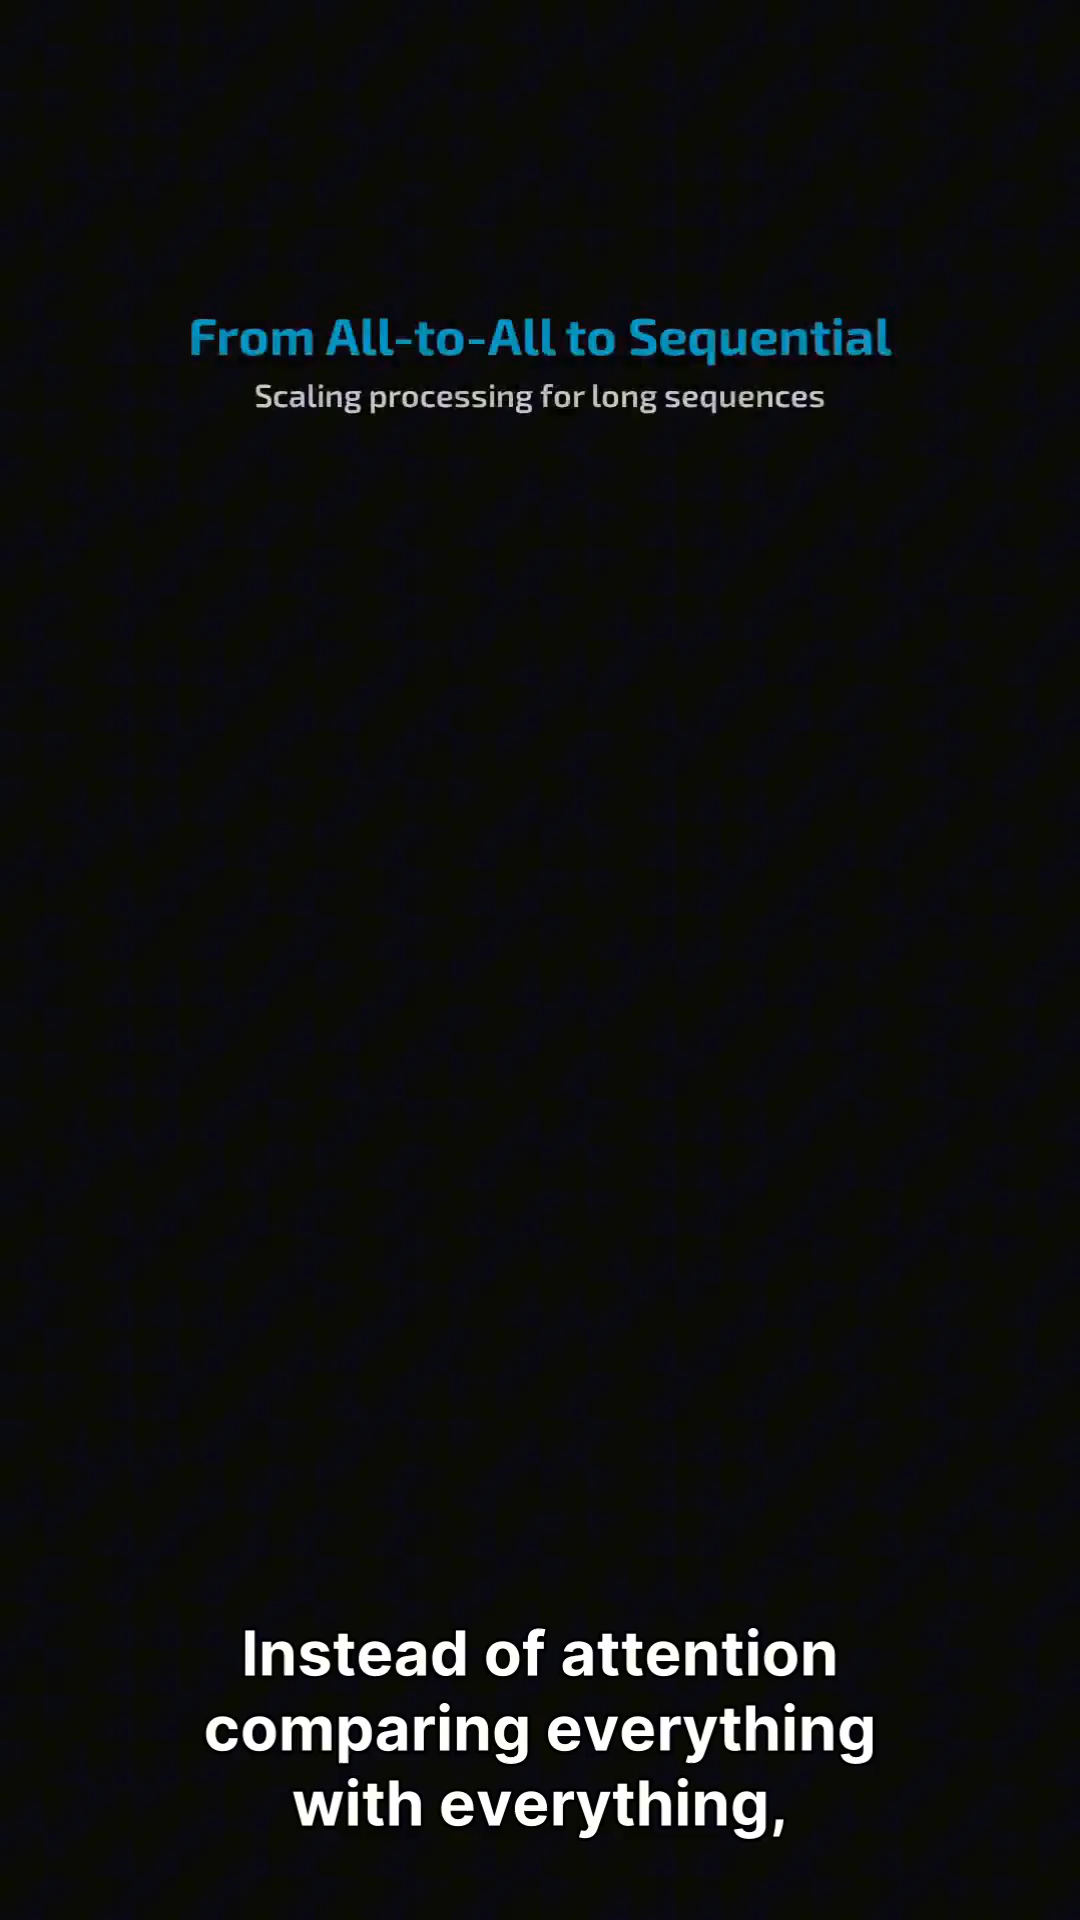 From All-to-All to Sequential
Scaling processing for long sequences
Instead of attention
comparing everything
with everything,